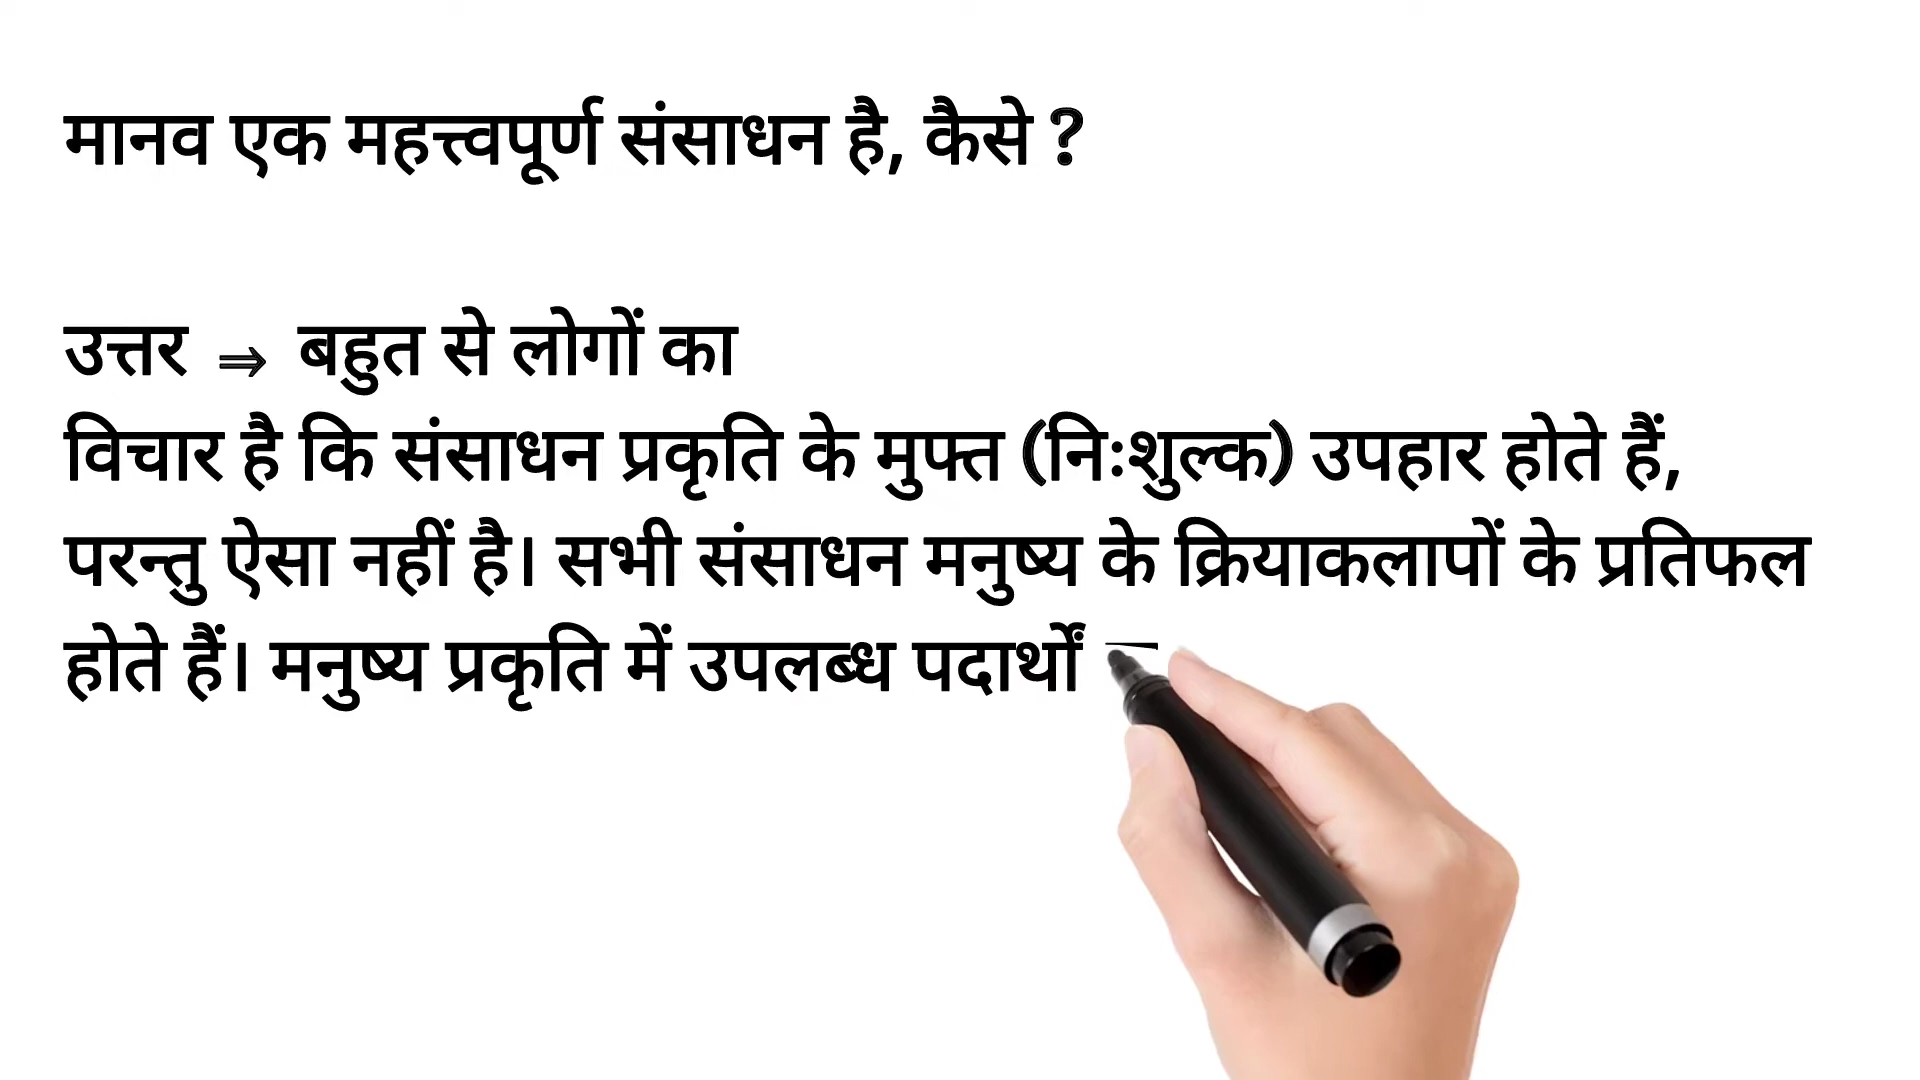 मानव एक महत्त्वपूर्ण संसाधन है, कैसे ?
उत्तर ⇒ बहुत से लोगों का
विचार है कि संसाधन प्रकृति के मुफ्त (निःशुल्क) उपहार होते हैं,
परन्तु ऐसा नहीं है। सभी संसाधन मनुष्य के क्रियाकलापों के प्रतिफल
होते हैं। मनुष्य प्रकृति में उपलब्ध पदार्थों